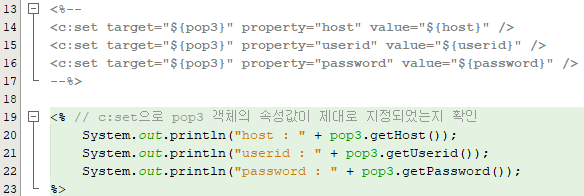 13 <%--
14 <c:set target="${pop3}" property="host" value="${host}" />
15 <c:set target="${pop3}" property="userid" value="${userid}" />
16 <c:set target="${pop3}" property="password" value="${password}" />
17 --%>
18
19 <% // c:set으로 pop3 객체의 속성값이 제대로 지정되었는지 확인
20 System.out.println("host : " + pop3.getHost());
21 System.out.println("userid : " + pop3.getUserid());
22 System.out.println("password : " + pop3.getPassword());
23 %>